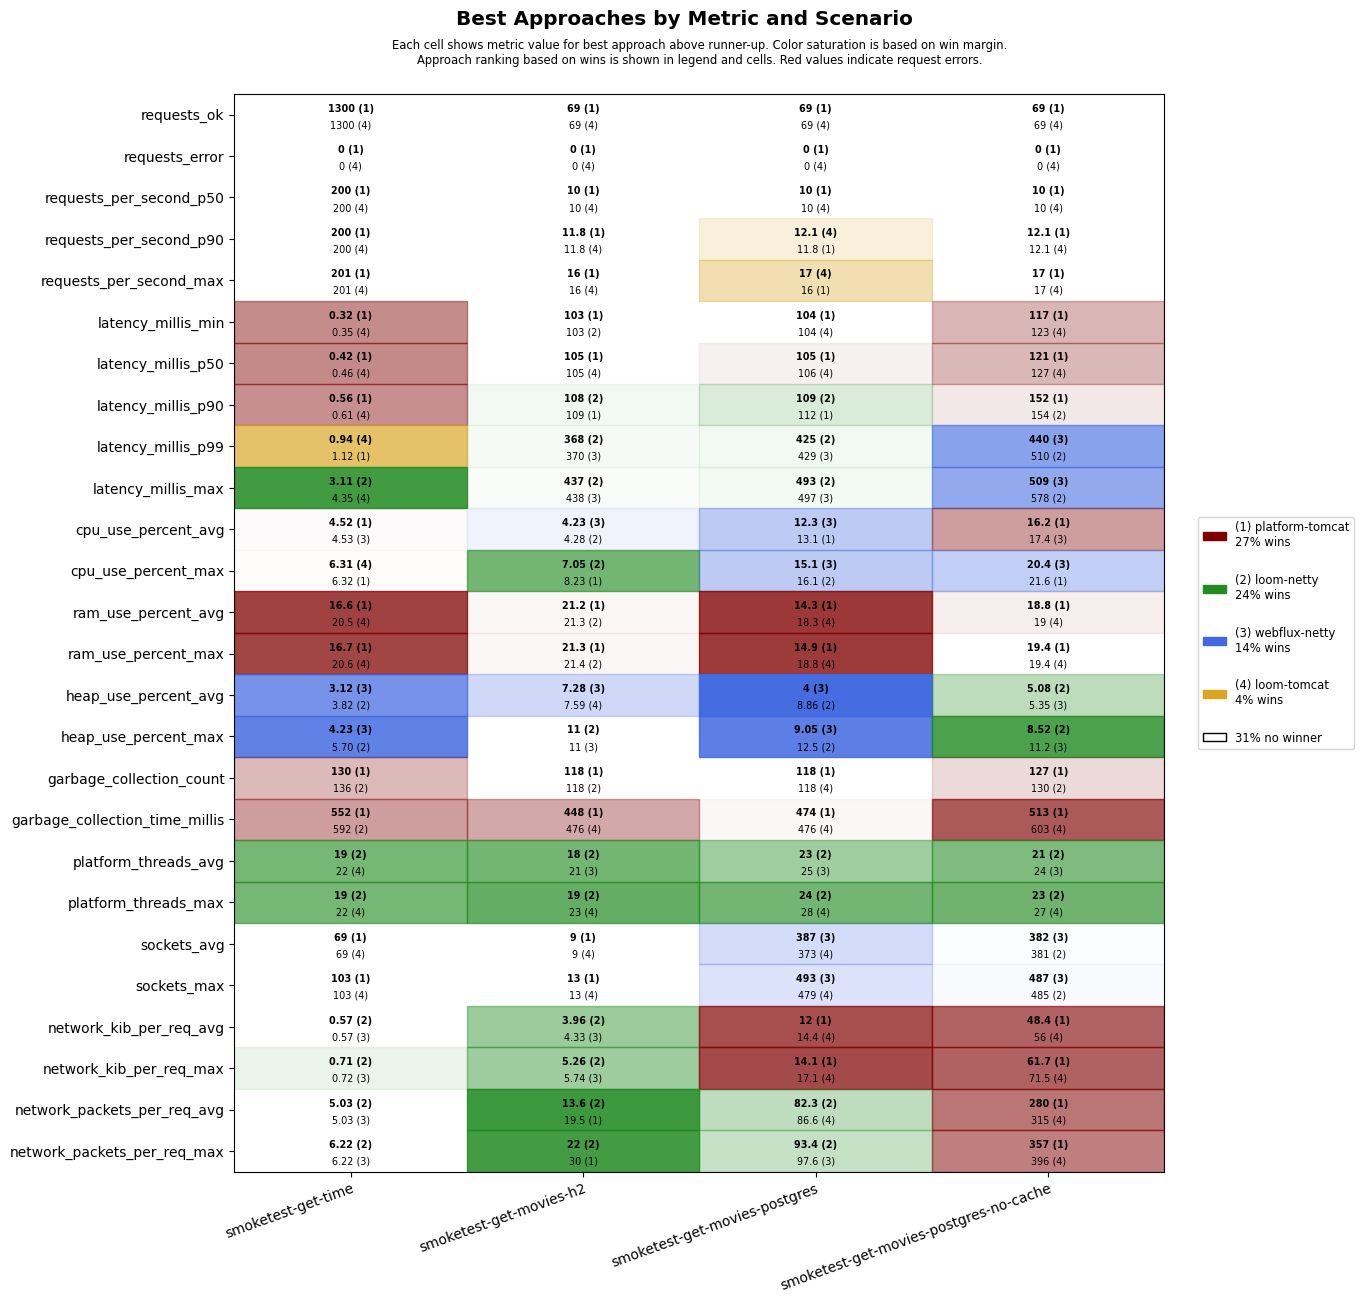 Best Approaches by Metric and Scenario
Each cell shows metric value for best approach above runner-up. Color saturation is based on win margin.
Approach ranking based on wins is shown in legend and cells. Red values indicate request errors.
requests_ok
1300 (1) 69 (1) 69 (1) 69 (1)
1300 (4) 69 (4) 69 (4) 69 (4)
requests_error
0 (1) 0 (1) 0 (1) 0 (1)
0 (4) 0 (4) 0 (4) 0 (4)
requests_per_second_p50
200 (1) 10 (1) 10 (1) 10 (1)
200 (4) 10 (4) 10 (4) 10 (4)
requests_per_second_p90
200 (1) 11.8 (1) 12.1 (4) 12.1 (1)
200 (4) 11.8 (4) 11.8 (1) 12.1 (4)
requests_per_second_max
201 (1) 16 (1) 17 (4) 17 (1)
201 (4) 16 (4) 16 (1) 17 (4)
latency_millis_min
0.32 (1) 103 (1) 104 (1) 117 (1)
0.35 (4) 103 (2) 104 (4) 123 (4)
latency_millis_p50
0.42 (1) 105 (1) 105 (1) 121 (1)
0.46 (4) 105 (4) 106 (4) 127 (4)
latency_millis_p90
0.56 (1) 108 (2) 109 (2) 152 (1)
0.61 (4) 109 (1) 112 (1) 154 (2)
latency_millis_p99
0.94 (4) 368 (2) 425 (2) 440 (3)
1.12 (1) 370 (3) 429 (3) 510 (2)
latency_millis_max
3.11 (2) 437 (2) 493 (2) 509 (3)
4.35 (4) 438 (3) 497 (3) 578 (2)
cpu_use_percent_avg
4.52 (1) 4.23 (3) 12.3 (3) 16.2 (1)
4.53 (3) 4.28 (2) 13.1 (1) 17.4 (3)
cpu_use_percent_max
6.31 (4) 7.05 (2) 15.1 (3) 20.4 (3)
6.32 (1) 8.23 (1) 16.1 (2) 21.6 (1)
ram_use_percent_avg
16.6 (1) 21.2 (1) 14.3 (1) 18.8 (1)
20.5 (4) 21.3 (2) 18.3 (4) 19 (4)
ram_use_percent_max
16.7 (1) 21.3 (1) 14.9 (1) 19.4 (1)
20.6 (4) 21.4 (2) 18.8 (4) 19.4 (4)
heap_use_percent_avg
3.12 (3) 7.28 (3) 4 (3) 5.08 (2)
3.82 (2) 7.59 (4) 8.86 (2) 5.35 (3)
heap_use_percent_max
4.23 (3) 11 (2) 9.05 (3) 8.52 (2)
5.70 (2) 11 (3) 12.5 (2) 11.2 (3)
garbage_collection_count
130 (1) 118 (1) 118 (1) 127 (1)
136 (2) 118 (2) 118 (4) 130 (2)
garbage_collection_time_millis
552 (1) 448 (1) 474 (1) 513 (1)
592 (2) 476 (4) 476 (4) 603 (4)
platform_threads_avg
19 (2) 18 (2) 23 (2) 21 (2)
22 (4) 21 (3) 25 (3) 24 (3)
platform_threads_max
19 (2) 19 (2) 24 (2) 23 (2)
22 (4) 23 (4) 28 (4) 27 (4)
sockets_avg
69 (1) 9 (1) 387 (3) 382 (3)
69 (4) 9 (4) 373 (4) 381 (2)
sockets_max
103 (1) 13 (1) 493 (3) 487 (3)
103 (4) 13 (4) 479 (4) 485 (2)
network_kib_per_req_avg
0.57 (2) 3.96 (2) 12 (1) 48.4 (1)
0.57 (3) 4.33 (3) 14.4 (4) 56 (4)
network_kib_per_req_max
0.71 (2) 5.26 (2) 14.1 (1) 61.7 (1)
0.72 (3) 5.74 (3) 17.1 (4) 71.5 (4)
network_packets_per_req_avg
5.03 (2) 13.6 (2) 82.3 (2) 280 (1)
5.03 (3) 19.5 (1) 86.6 (4) 315 (4)
network_packets_per_req_max
6.22 (2) 22 (2) 93.4 (2) 357 (1)
6.22 (3) 30 (1) 97.6 (3) 396 (4)
smoketest-get-time
smoketest-get-movies-h2
smoketest-get-movies-postgres
smoketest-get-movies-postgres-no-cache
(1) platform-tomcat
27% wins
(2) loom-netty
24% wins
(3) webflux-netty
14% wins
(4) loom-tomcat
4% wins
31% no winner